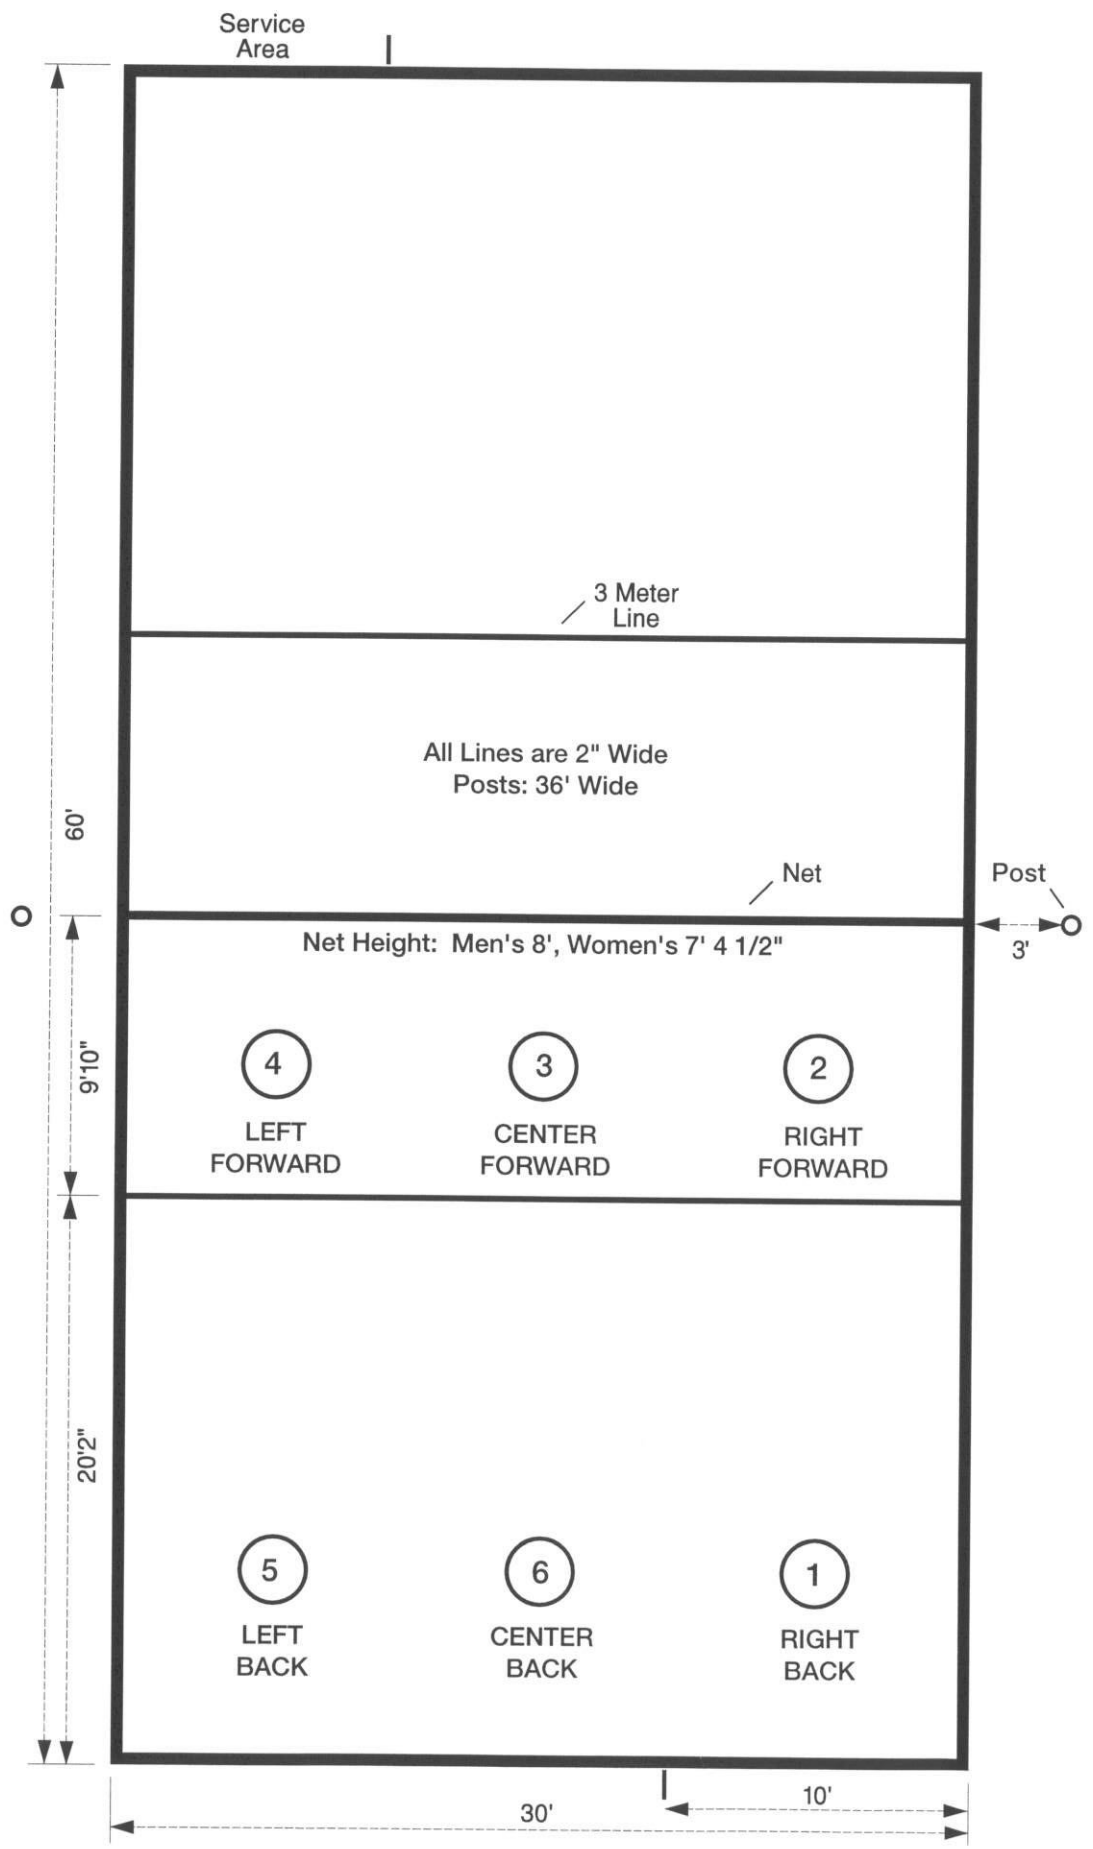 Service
Area
3 Meter
Line
All Lines are 2" Wide
Posts: 36' Wide
60'
Net
Post
3'
Net Height: Men's 8', Women's 7' 4 1/2"
9'10"
4
3
2
LEFT
FORWARD
CENTER
FORWARD
RIGHT
FORWARD
20'2"
5
6
1
LEFT
BACK
CENTER
BACK
RIGHT
BACK
10'
30'